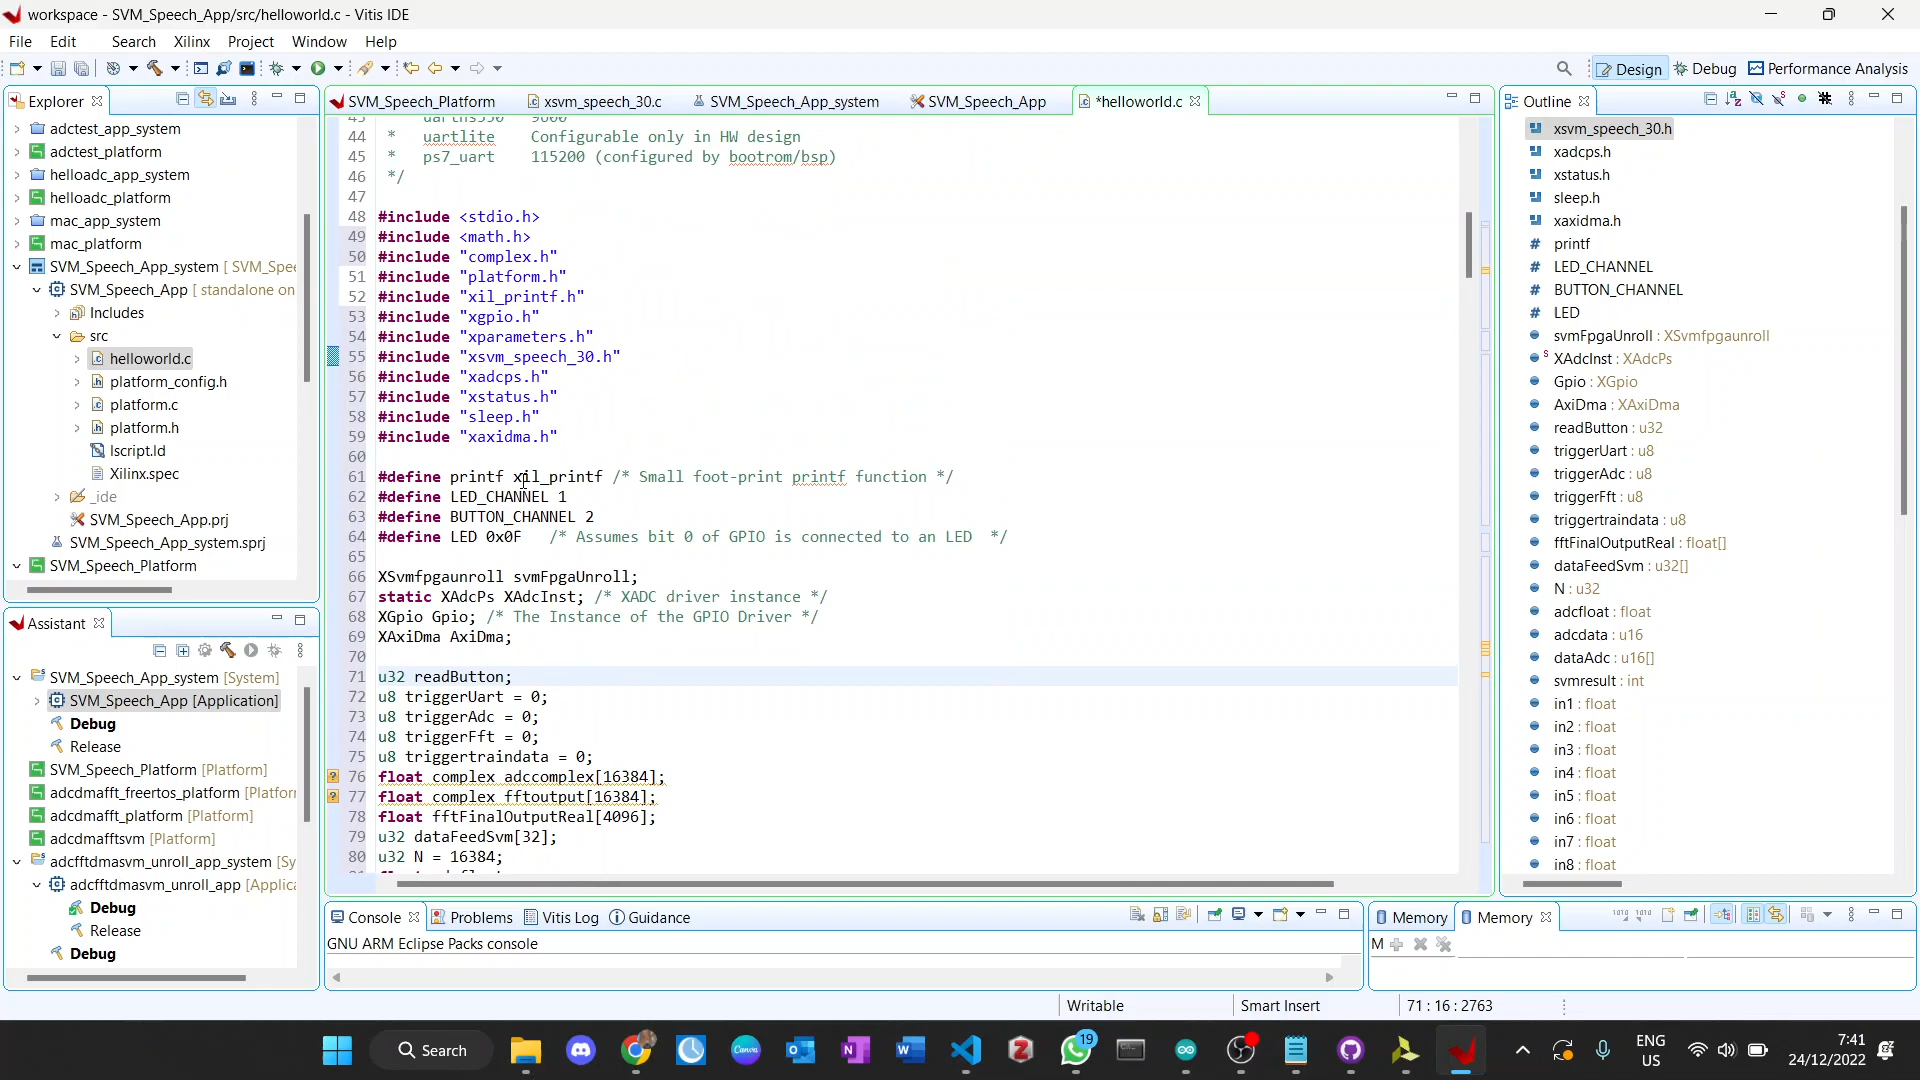 workspace - SVM_Speech_App/src/helloworld.c - Vitis IDE
File Edit Search Xilinx Project Window Help
Design Debug Performance Analysis
Explorer
adctest_app_system
adctest_platform
helloadc_app_system
helloadc_platform
mac_app_system
mac_platform
SVM_Speech_App_system [ SVM_Spee
SVM_Speech_App [ standalone on
Includes
src
helloworld.c
platform_config.h
platform.c
platform.h
lscript.ld
Xilinx.spec
_ide
SVM_Speech_App.prj
SVM_Speech_App_system.sprj
SVM_Speech_Platform
Assistant
SVM_Speech_App_system [System]
SVM_Speech_App [Application]
Debug
Release
SVM_Speech_Platform [Platform]
adcdmafft_freertos_platform [Platfor
adcdmafft_platform [Platform]
adcdmafftsvm [Platform]
adcfftdmasvm_unroll_app_system [Sy
adcfftdmasvm_unroll_app [Applica
Debug
Release
Debug
SVM_Speech_Platform xsvm_speech_30.c SVM_Speech_App_system SVM_Speech_App *helloworld.c
43 * uartns550 9600
44 * uartlite Configurable only in HW design
45 * ps7_uart 115200 (configured by bootrom/bsp)
46 */
47
48 #include <stdio.h>
49 #include <math.h>
50 #include "complex.h"
51 #include "platform.h"
52 #include "xil_printf.h"
53 #include "xgpio.h"
54 #include "xparameters.h"
55 #include "xsvm_speech_30.h"
56 #include "xadcps.h"
57 #include "xstatus.h"
58 #include "sleep.h"
59 #include "xaxidma.h"
60
61 #define printf xil_printf /* Small foot-print printf function */
62 #define LED_CHANNEL 1
63 #define BUTTON_CHANNEL 2
64 #define LED 0x0F /* Assumes bit 0 of GPIO is connected to an LED */
65
66 XSvmfpgaunroll svmFpgaUnroll;
67 static XAdcPs XAdcInst; /* XADC driver instance */
68 XGpio Gpio; /* The Instance of the GPIO Driver */
69 XAxiDma AxiDma;
70
71 u32 readButton;
72 u8 triggerUart = 0;
73 u8 triggerAdc = 0;
74 u8 triggerFft = 0;
75 u8 triggertraindata = 0;
76 float complex adccomplex[16384];
77 float complex fftoutput[16384];
78 float fftFinalOutputReal[4096];
79 u32 dataFeedSvm[32];
80 u32 N = 16384;
Outline
xsvm_speech_30.h
xadcps.h
xstatus.h
sleep.h
xaxidma.h
printf
LED_CHANNEL
BUTTON_CHANNEL
LED
svmFpgaUnroll : XSvmfpgaunroll
XAdcInst : XAdcPs
Gpio : XGpio
AxiDma : XAxiDma
readButton : u32
triggerUart : u8
triggerAdc : u8
triggerFft : u8
triggertraindata : u8
fftFinalOutputReal : float[]
dataFeedSvm : u32[]
N : u32
adcfloat : float
adcdata : u16
dataAdc : u16[]
svmresult : int
in1 : float
in2 : float
in3 : float
in4 : float
in5 : float
in6 : float
in7 : float
in8 : float
Console Problems Vitis Log Guidance
GNU ARM Eclipse Packs console
Memory Memory
M
Writable Smart Insert 71 : 16 : 2763
Search
Canva
19
ENG
US
7:41
24/12/2022